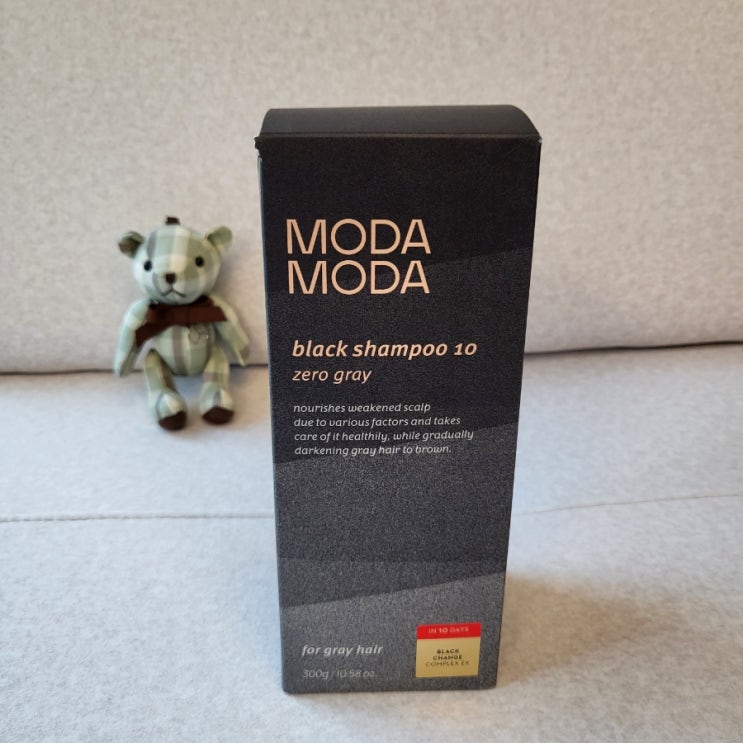 MODA
MODA
black shampoo 10
zero gray
nourishes weakened scalp
due to various factors and takes
care of it healthily, while gradually
darkening gray hair to brown.
for gray hair
300g / 10.58 oz.
IN 10 DAYS
BLACK
CHANGE
COMPLEX EX